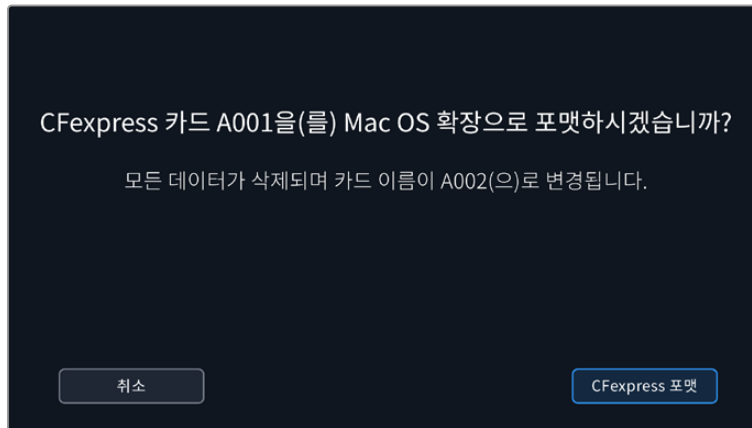 CFexpress 카드 A001을(를) Mac OS 확장으로 포맷하시겠습니까?
모든 데이터가 삭제되며 카드 이름이 A002(으)로 변경됩니다.
취소
CFexpress 포맷